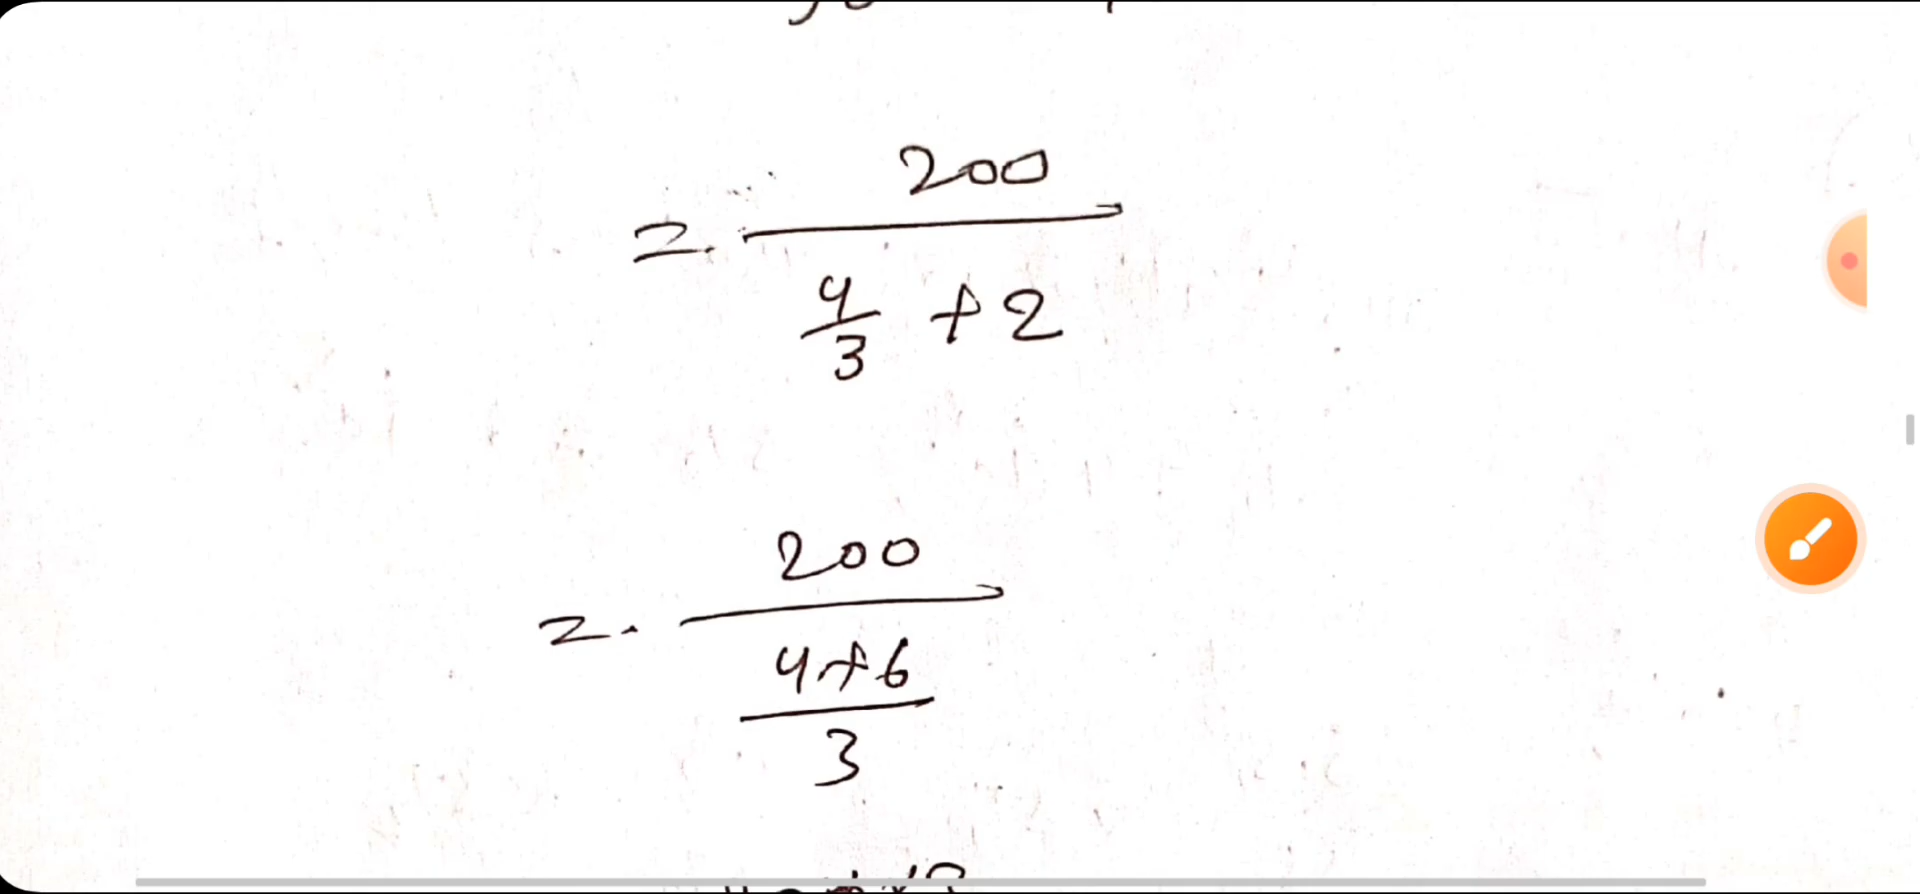 = 200 / (4/3 + 2)
= 200 / ((4+6)/3)